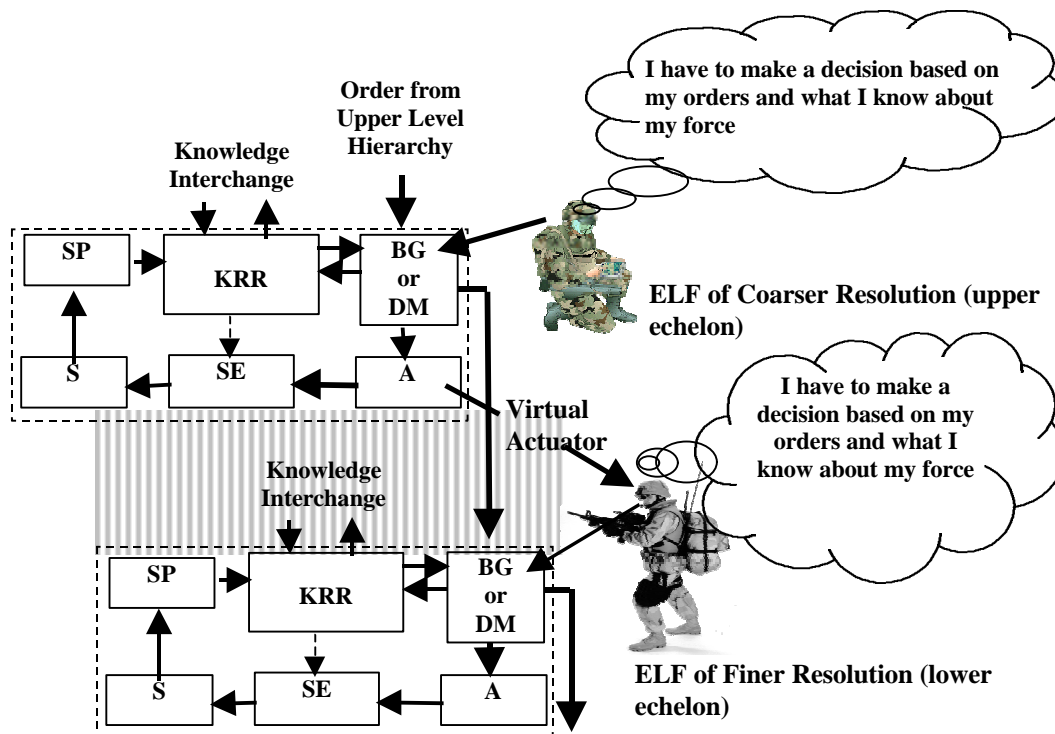 I have to make a decision based on
my orders and what I know about
my force
Order from
Upper Level
Hierarchy
Knowledge
Interchange
SP
KRR
BG
or
DM
ELF of Coarser Resolution (upper
echelon)
S
SE
A
Virtual
Actuator
I have to make a
decision based on my
orders and what I
know about my force
Knowledge
Interchange
SP
KRR
BG
or
DM
S
SE
A
ELF of Finer Resolution (lower
echelon)